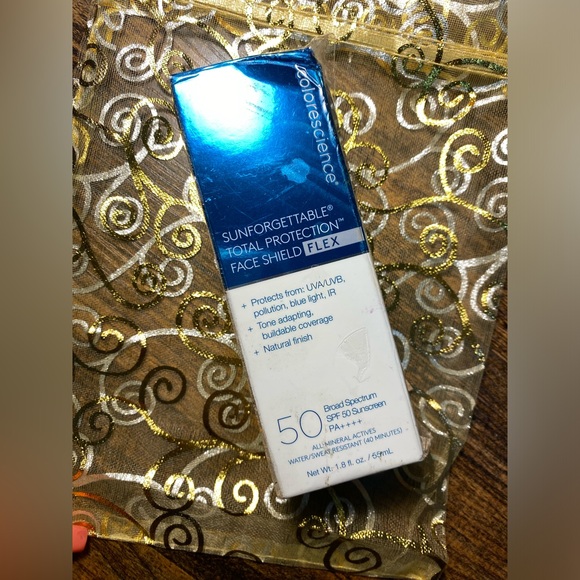 colorescience®
SUNFORGETTABLE®
TOTAL PROTECTION™
FACE SHIELD FLEX
+ Protects from: UVA/UVB,
pollution, blue light, IR
+ Tone adapting,
buildable coverage
+ Natural finish
50 Broad Spectrum
SPF 50 Sunscreen
PA++++
ALL MINERAL ACTIVES
WATER/SWEAT RESISTANT (40 MINUTES)
Net Wt. 1.8 fl. oz. / 55mL